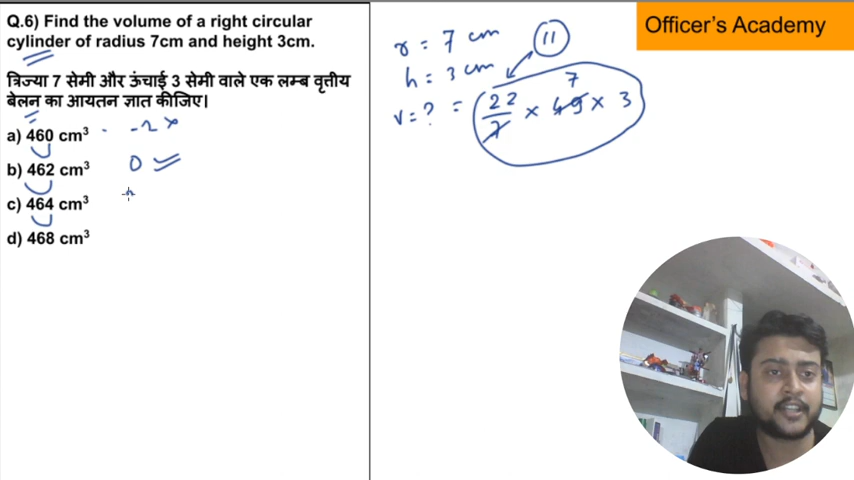 Q.6) Find the volume of a right circular
cylinder of radius 7cm and height 3cm.
त्रिज्या 7 सेमी और ऊंचाई 3 सेमी वाले एक लम्ब वृत्तीय
बेलन का आयतन ज्ञात कीजिए।
a) 460 cm³ -2 ×
b) 462 cm³ 0
c) 464 cm³
d) 468 cm³
r = 7 cm
h = 3 cm
v = ? = 22/7 × 49 × 3
7
11
Officer's Academy